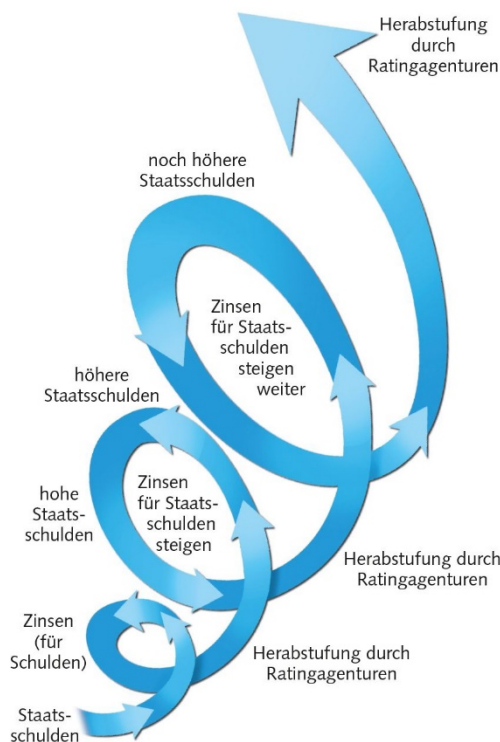 Herabstufung
durch
Ratingagenturen
noch höhere
Staatsschulden
Zinsen
für Staats-
schulden
steigen
weiter
höhere
Staatsschulden
Zinsen
für Staats-
schulden
steigen
hohe
Staats-
schulden
Herabstufung durch
Ratingagenturen
Zinsen
(für
Schulden)
Herabstufung durch
Ratingagenturen
Staats-
schulden